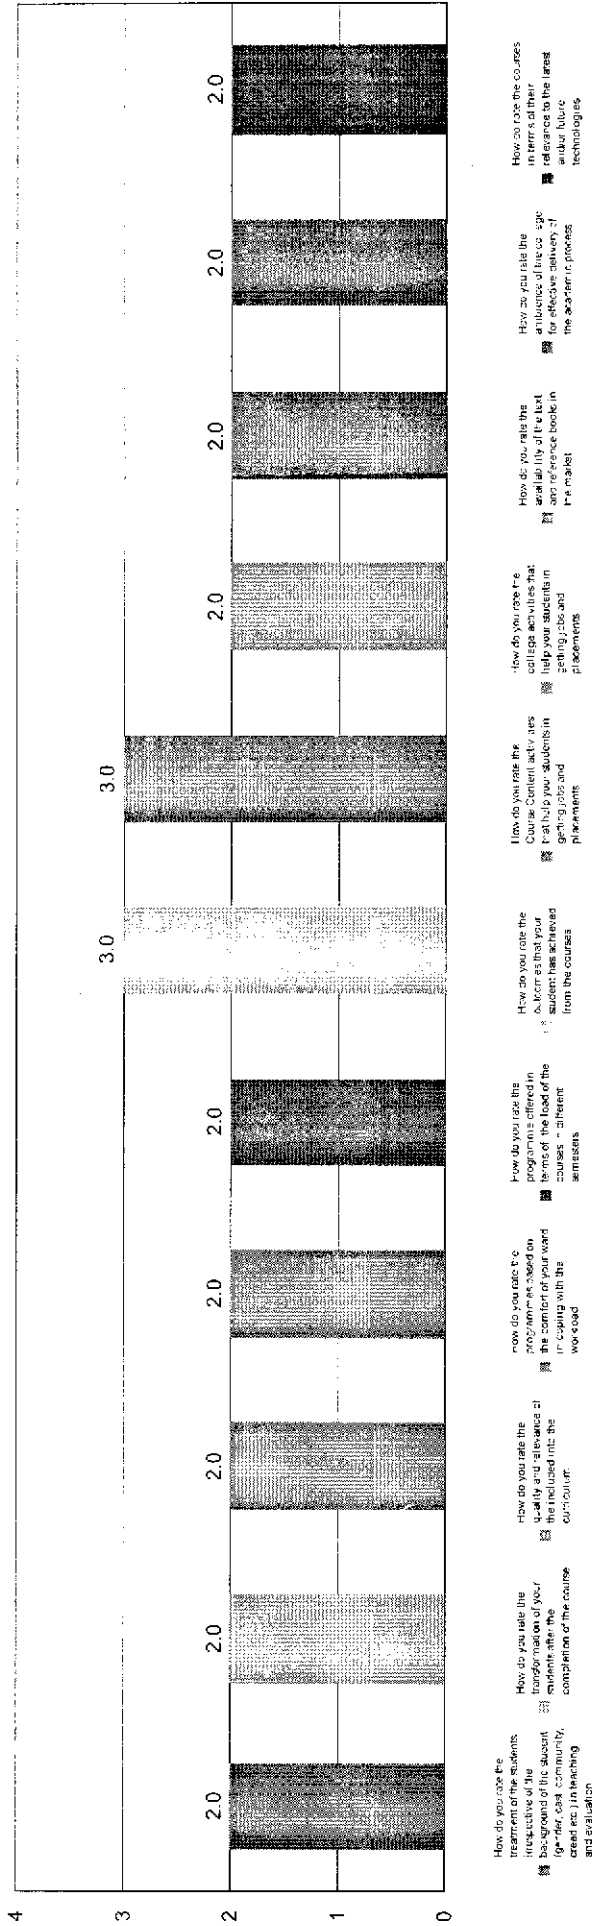 4
3
2
1
0
2.0
2.0
2.0
2.0
2.0
3.0
3.0
2.0
2.0
2.0
2.0
How do you rate the
treatment of the students
irrespective of the
background of the student
(gender, cast, community,
creed etc.) in teaching
and evaluation
How do you rate the
transformation of your
students after the
completion of the course
How do you rate the
quality and relevance of
the included into the
curriculum
How do you rate the
programmes based on
the comfort of your ward
in coping with the
workload
How do you rate the
programme offered in
terms of the load of the
courses in different
semesters
How do you rate the
outcomes that your
student has achieved
from the courses
How do you rate the
Course Content activities
that help your students in
getting jobs and
placements
How do you rate the
college activities that
help your students in
getting jobs and
placements
How do you rate the
availability of the text
and reference books in
the market
How do you rate the
ambience of the college
for effective delivery of
the academic process
How do rate the courses
in terms of their
relevance to the latest
and/or future
technologies